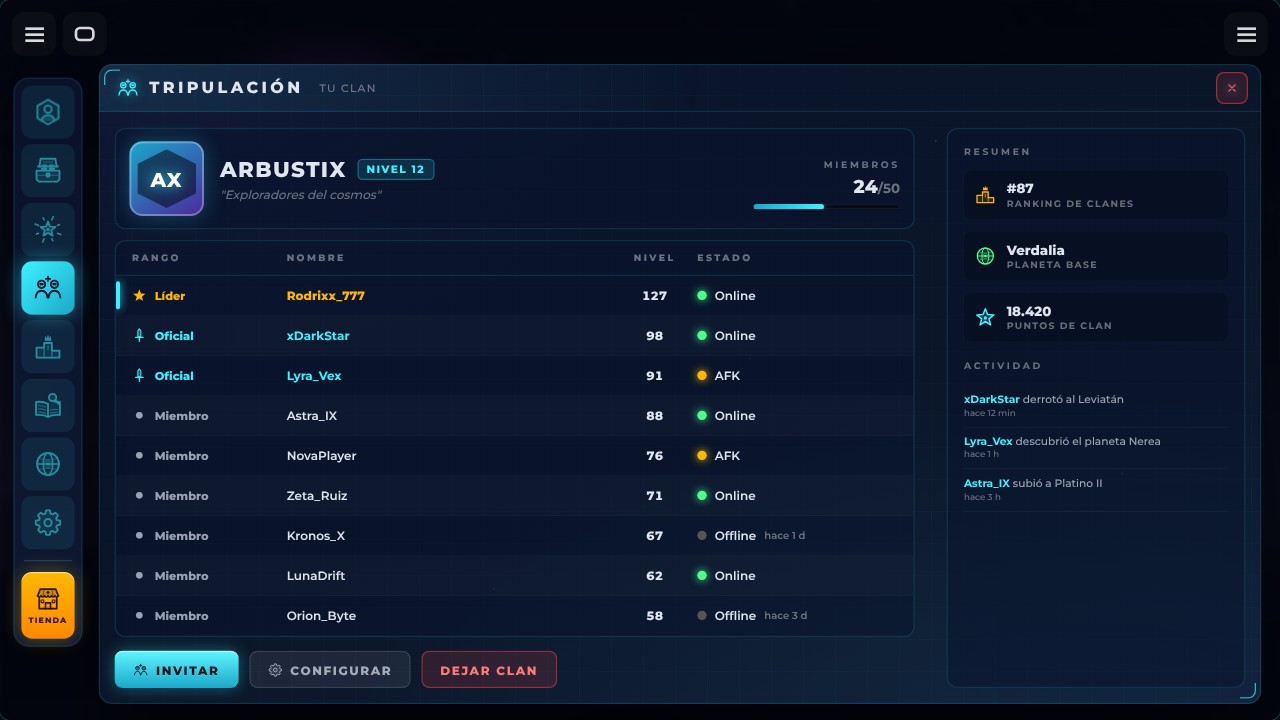 TRIPULACIÓN TU CLAN
AX
ARBUSTIX NIVEL 12
"Exploradores del cosmos"
MIEMBROS
24/50
RANGO NOMBRE NIVEL ESTADO
Líder Rodrixx_777 127 Online
Oficial xDarkStar 98 Online
Oficial Lyra_Vex 91 AFK
Miembro Astra_IX 88 Online
Miembro NovaPlayer 76 AFK
Miembro Zeta_Ruiz 71 Online
Miembro Kronos_X 67 Offline hace 1 d
Miembro LunaDrift 62 Online
Miembro Orion_Byte 58 Offline hace 3 d
INVITAR CONFIGURAR DEJAR CLAN
RESUMEN
#87
RANKING DE CLANES
Verdalia
PLANETA BASE
18.420
PUNTOS DE CLAN
ACTIVIDAD
xDarkStar derrotó al Leviatán
hace 12 min
Lyra_Vex descubrió el planeta Nerea
hace 1 h
Astra_IX subió a Platino II
hace 3 h
TIENDA